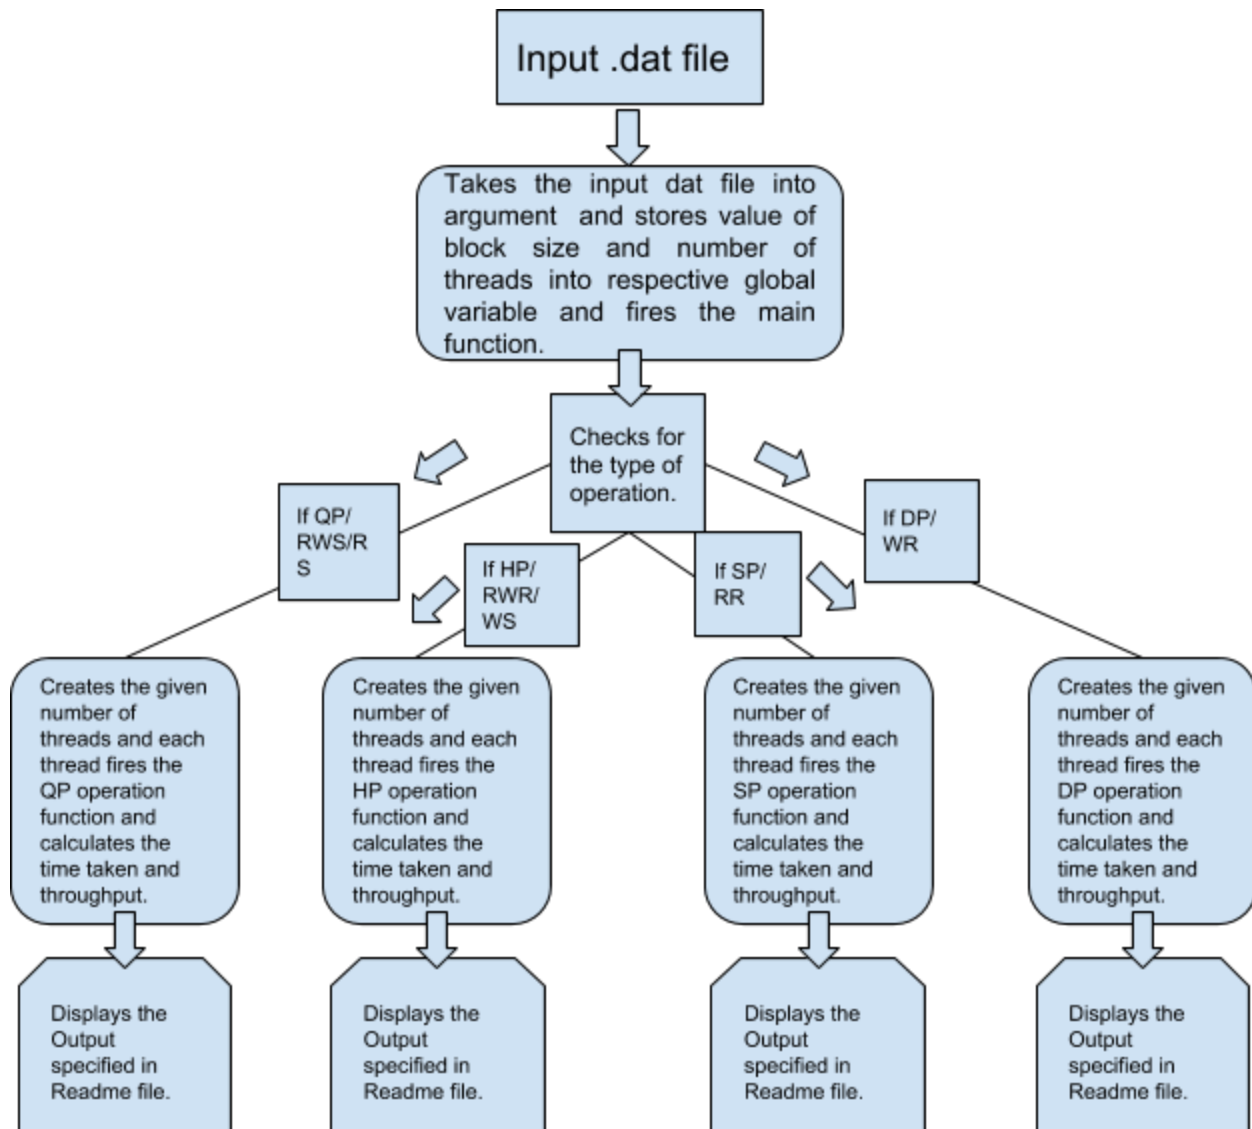 Input .dat file
Takes the input dat file into
argument and stores value of
block size and number of
threads into respective global
variable and fires the main
function.
Checks for
the type of
operation.
If QP/
RWS/R
S
If HP/
RWR/
WS
If SP/
RR
If DP/
WR
Creates the given
number of
threads and each
thread fires the
QP operation
function and
calculates the
time taken and
throughput.
Creates the given
number of
threads and each
thread fires the
HP operation
function and
calculates the
time taken and
throughput.
Creates the given
number of
threads and each
thread fires the
SP operation
function and
calculates the
time taken and
throughput.
Creates the given
number of
threads and each
thread fires the
DP operation
function and
calculates the
time taken and
throughput.
Displays the
Output
specified in
Readme file.
Displays the
Output
specified in
Readme file.
Displays the
Output
specified in
Readme file.
Displays the
Output
specified in
Readme file.